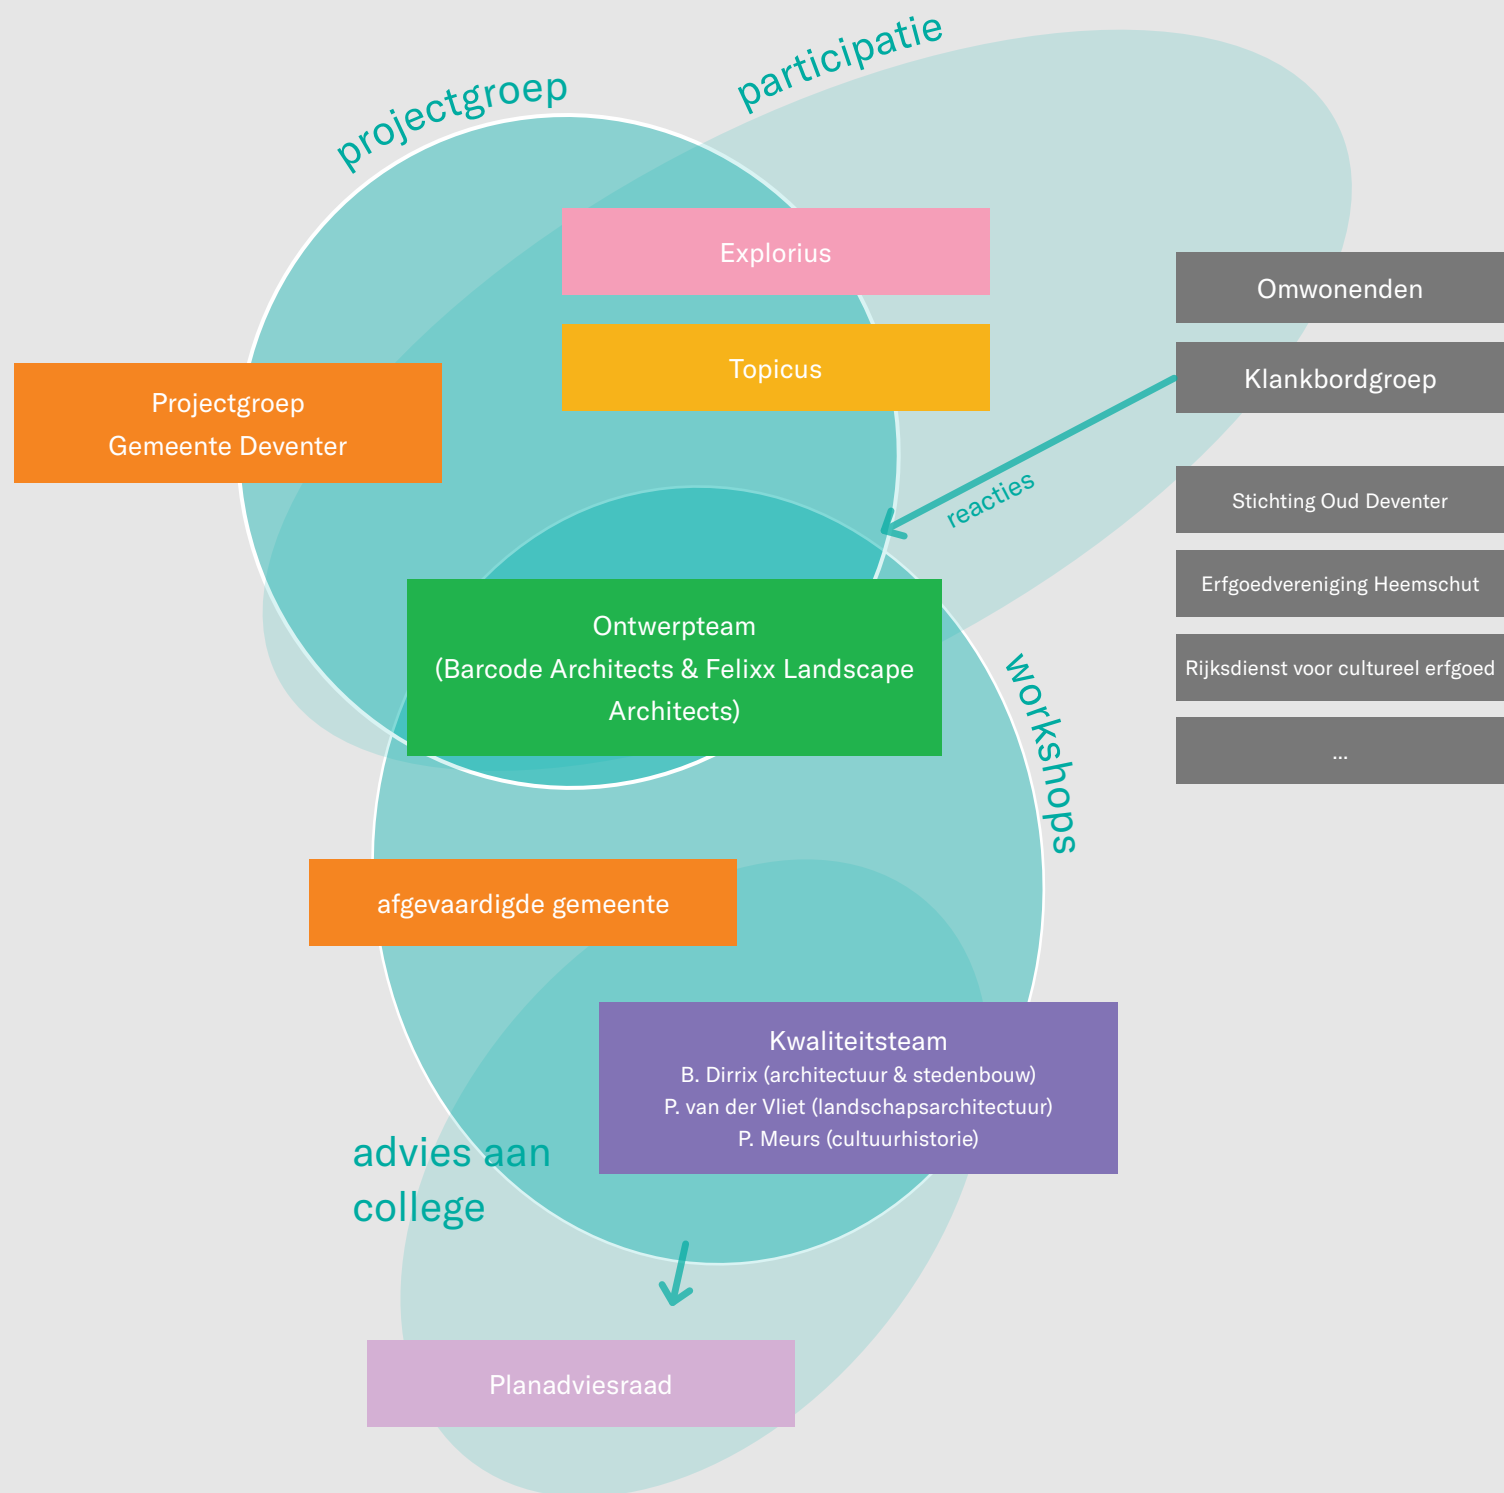 participatie
projectgroep
Explorius
Omwonenden
Topicus
Klankbordgroep
Projectgroep
Gemeente Deventer
reacties
Stichting Oud Deventer
Erfgoedvereniging Heemschut
Ontwerpteam
(Barcode Architects & Felixx Landscape
Architects)
Rijksdienst voor cultureel erfgoed
workshops
...
afgevaardigde gemeente
Kwaliteitsteam
B. Dirrix (architectuur & stedenbouw)
P. van der Vliet (landschapsarchitectuur)
P. Meurs (cultuurhistorie)
advies aan
college
Planadviesraad